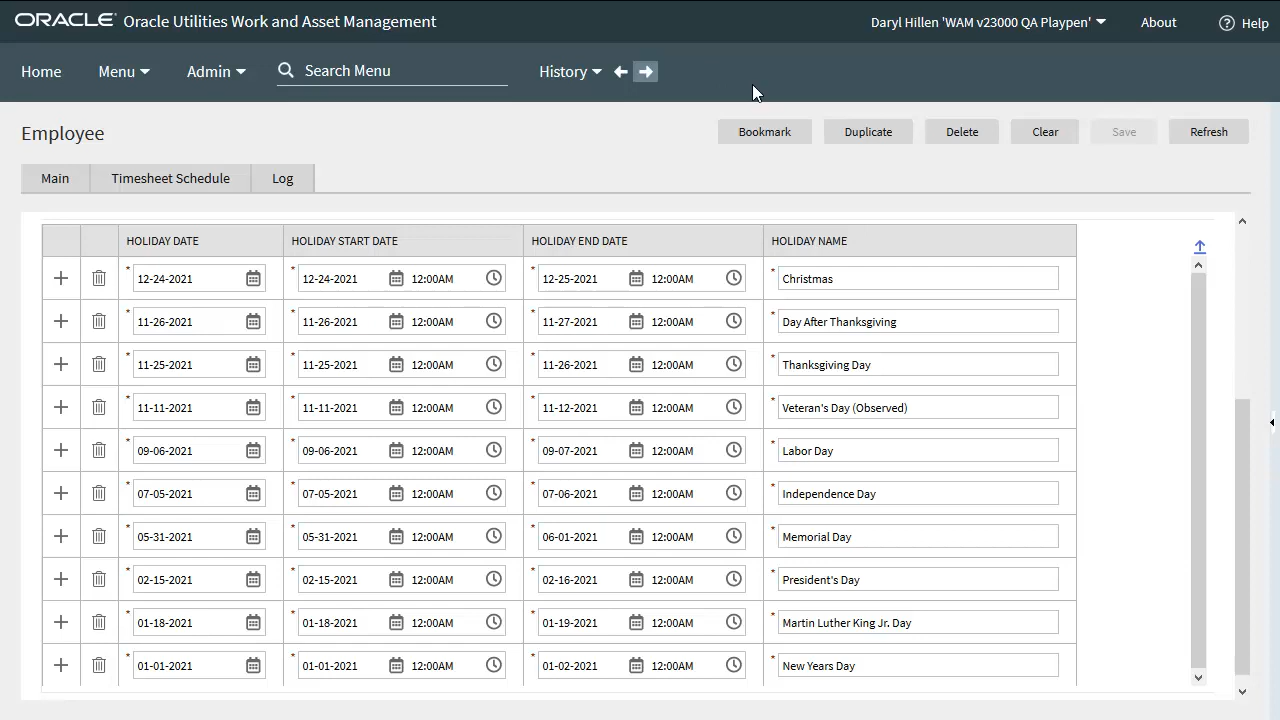 ORACLE Oracle Utilities Work and Asset Management Daryl Hillen 'WAM v23000 QA Playpen' About Help
Home Menu Admin Search Menu History
Employee Bookmark Duplicate Delete Clear Save Refresh
Main Timesheet Schedule Log
HOLIDAY DATE HOLIDAY START DATE HOLIDAY END DATE HOLIDAY NAME
* 12-24-2021 * 12-24-2021 12:00AM * 12-25-2021 12:00AM * Christmas
* 11-26-2021 * 11-26-2021 12:00AM * 11-27-2021 12:00AM * Day After Thanksgiving
* 11-25-2021 * 11-25-2021 12:00AM * 11-26-2021 12:00AM * Thanksgiving Day
* 11-11-2021 * 11-11-2021 12:00AM * 11-12-2021 12:00AM * Veteran's Day (Observed)
* 09-06-2021 * 09-06-2021 12:00AM * 09-07-2021 12:00AM * Labor Day
* 07-05-2021 * 07-05-2021 12:00AM * 07-06-2021 12:00AM * Independence Day
* 05-31-2021 * 05-31-2021 12:00AM * 06-01-2021 12:00AM * Memorial Day
* 02-15-2021 * 02-15-2021 12:00AM * 02-16-2021 12:00AM * President's Day
* 01-18-2021 * 01-18-2021 12:00AM * 01-19-2021 12:00AM * Martin Luther King Jr. Day
* 01-01-2021 * 01-01-2021 12:00AM * 01-02-2021 12:00AM * New Years Day